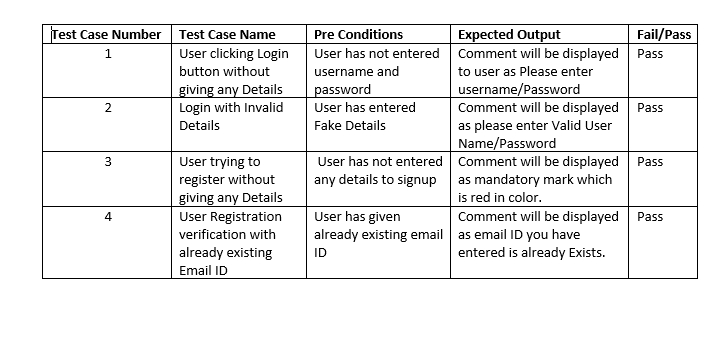 Test Case Number Test Case Name Pre Conditions Expected Output Fail/Pass
1 User clicking Login User has not entered Comment will be displayed Pass
button without username and to user as Please enter
giving any Details password username/Password
2 Login with Invalid User has entered Comment will be displayed Pass
Details Fake Details as please enter Valid User
Name/Password
3 User trying to User has not entered Comment will be displayed Pass
register without any details to signup as mandatory mark which
giving any Details is red in color.
4 User Registration User has given Comment will be displayed Pass
verification with already existing email as email ID you have
already existing ID entered is already Exists.
Email ID